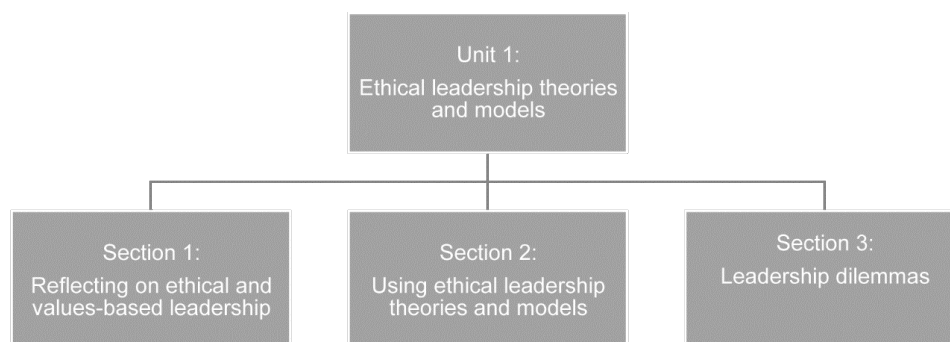 Unit 1:
Ethical leadership theories
and models
Section 1:
Reflecting on ethical and
values-based leadership
Section 2:
Using ethical leadership
theories and models
Section 3:
Leadership dilemmas